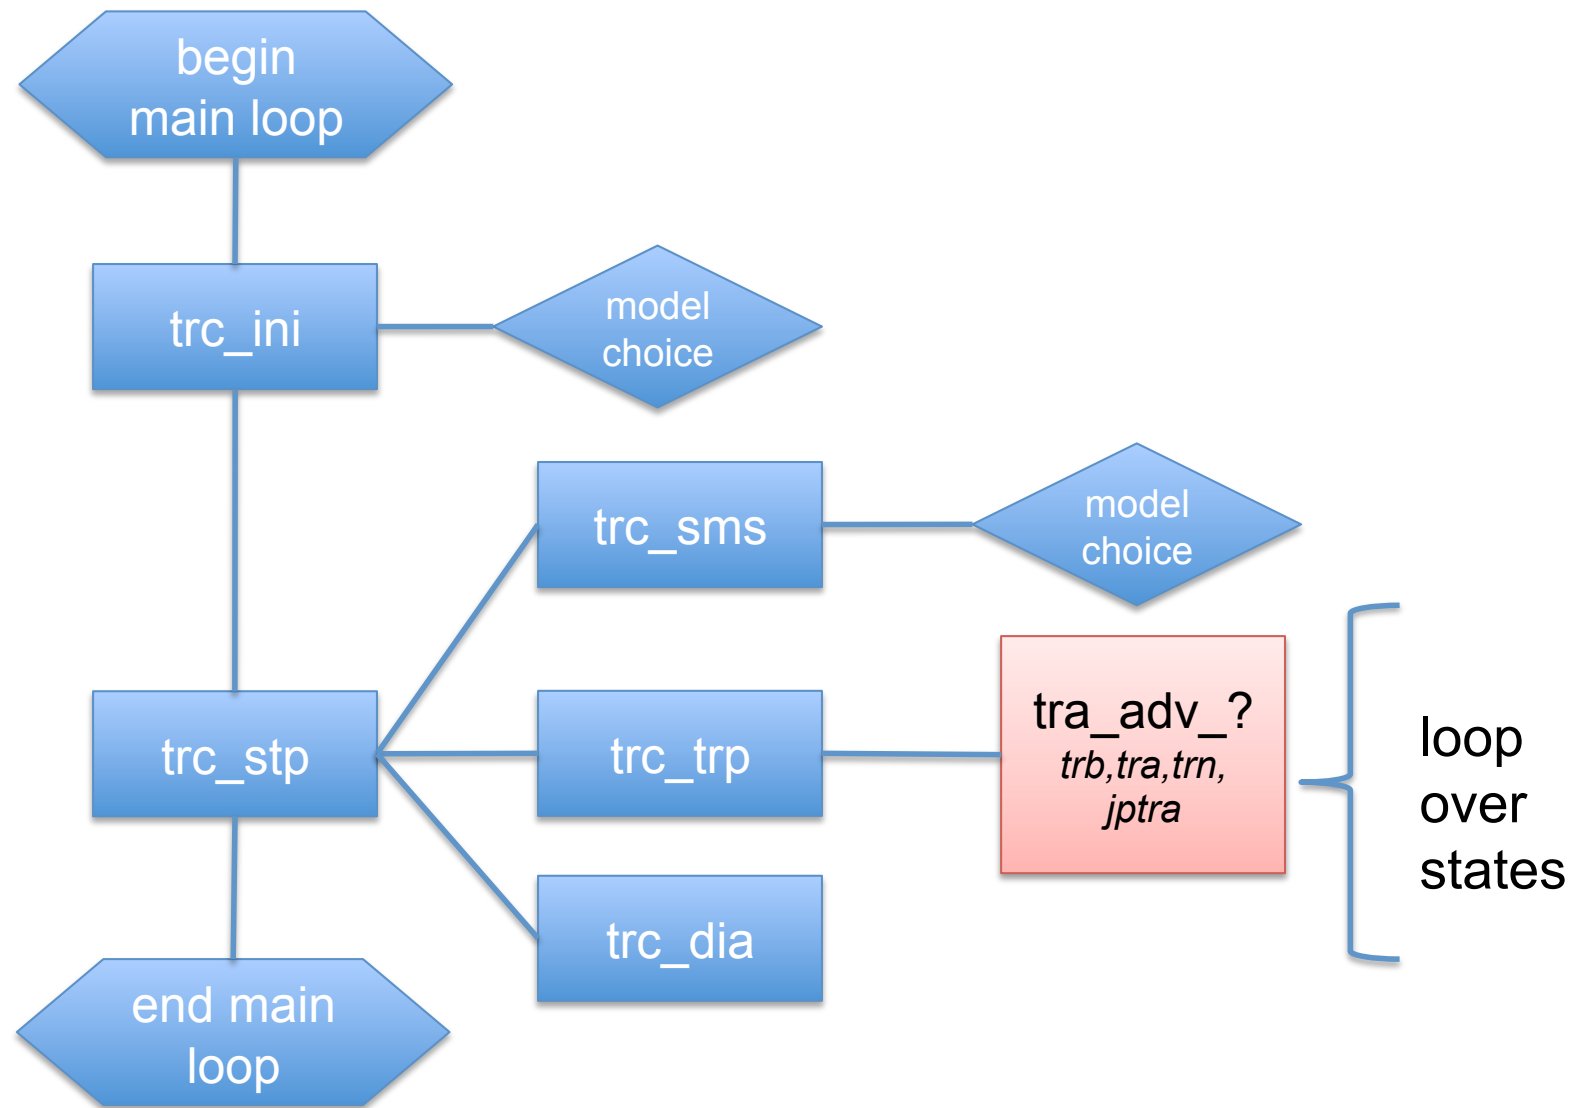 begin
main loop
trc_ini
model
choice
trc_sms
model
choice
trc_stp
trc_trp
tra_adv_?
trb,tra,trn,
jptra
loop
over
states
trc_dia
end main
loop